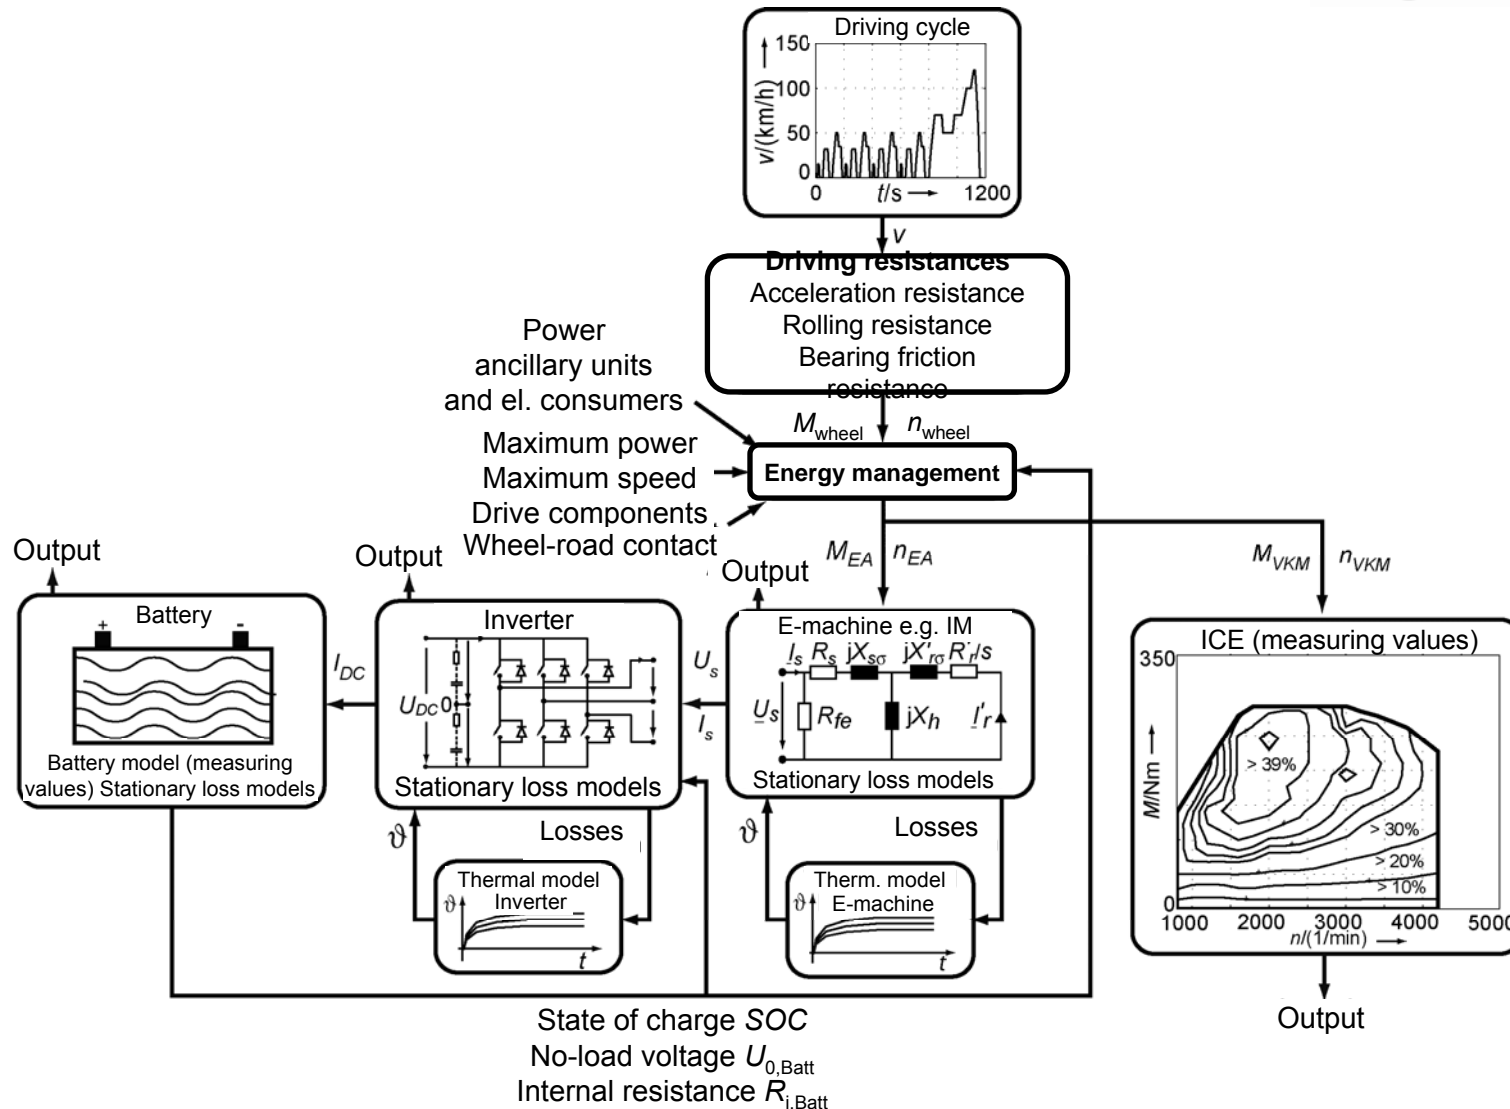 Driving cycle
150
100
50
0
v/(km/h)
0
t/s
1200
v
Driving resistances
Acceleration resistance
Rolling resistance
Bearing friction
resistance
Power
ancillary units
and el. consumers
M_wheel n_wheel
Maximum power
Maximum speed
Drive components
Wheel-road contact
Energy management
Output
Output
Output
M_EA n_EA
M_VKM n_VKM
Battery
+ -
Battery model (measuring
values) Stationary loss models
I_DC
Inverter
U_DC 0
Stationary loss models
U_s
I_s
E-machine e.g. IM
I_s R_s jX_sσ jX'_rσ R'_r/s
U_s R_fe jX_h I'_r
Stationary loss models
ICE (measuring values)
350
M/Nm
0
> 39%
> 30%
> 20%
> 10%
1000 2000 3000 4000 5000
n/(1/min)
ϑ Losses
ϑ Losses
Thermal model
Inverter
ϑ
t
Therm. model
E-machine
ϑ
t
Output
State of charge SOC
No-load voltage U_0,Batt
Internal resistance R_i.Batt